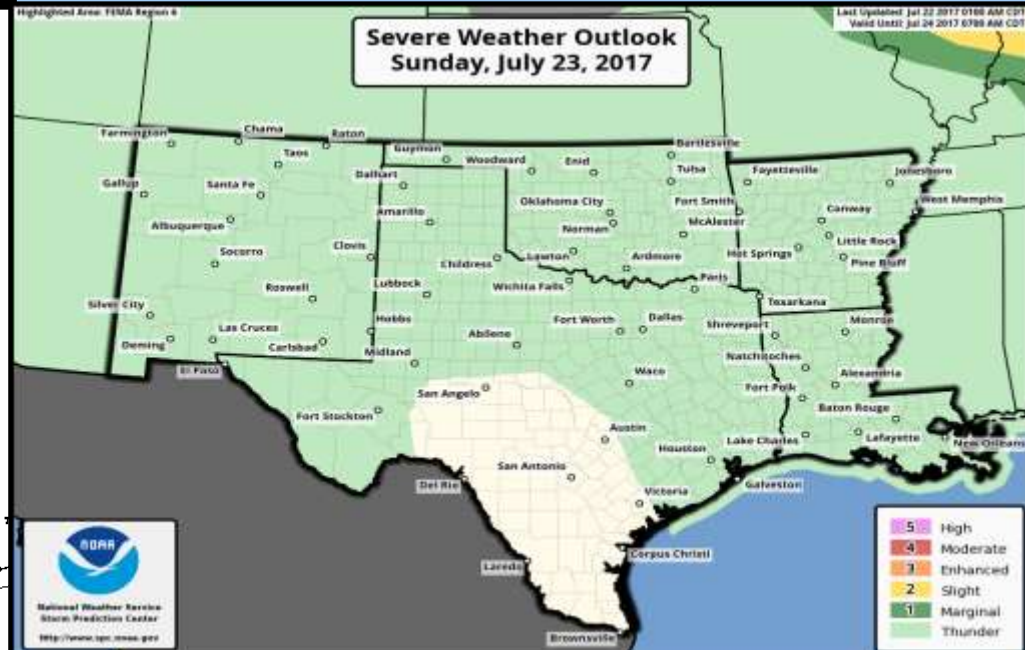 Highlighted Area: FEMA Region 6
Last Updated: Jul 22 2017 0100 AM CDT
Valid Until: Jul 24 2017 0700 AM CDT
Severe Weather Outlook
Sunday, July 23, 2017
Farmington
Chama
Raton
Taos
Gallup
Santa Fe
Albuquerque
Socorro
Clovis
Roswell
Silver City
Las Cruces
Deming
Carlsbad
Hobbs
El Paso
Guymon
Woodward
Enid
Bartlesville
Tulsa
Dalhart
Oklahoma City
Fort Smith
Amarillo
Norman
McAlester
Childress
Lawton
Ardmore
Lubbock
Wichita Falls
Paris
Fayetteville
Jonesboro
West Memphis
Conway
Little Rock
Hot Springs
Pine Bluff
Texarkana
Abilene
Fort Worth
Dallas
Shreveport
Monroe
Midland
Natchitoches
San Angelo
Waco
Alexandria
Fort Polk
Fort Stockton
Baton Rouge
Austin
Lake Charles
Lafayette
New Orleans
Houston
San Antonio
Del Rio
Victoria
Galveston
Corpus Christi
Laredo
Brownsville
NOAA
National Weather Service
Storm Prediction Center
http://www.spc.noaa.gov
5 High
4 Moderate
3 Enhanced
2 Slight
1 Marginal
Thunder